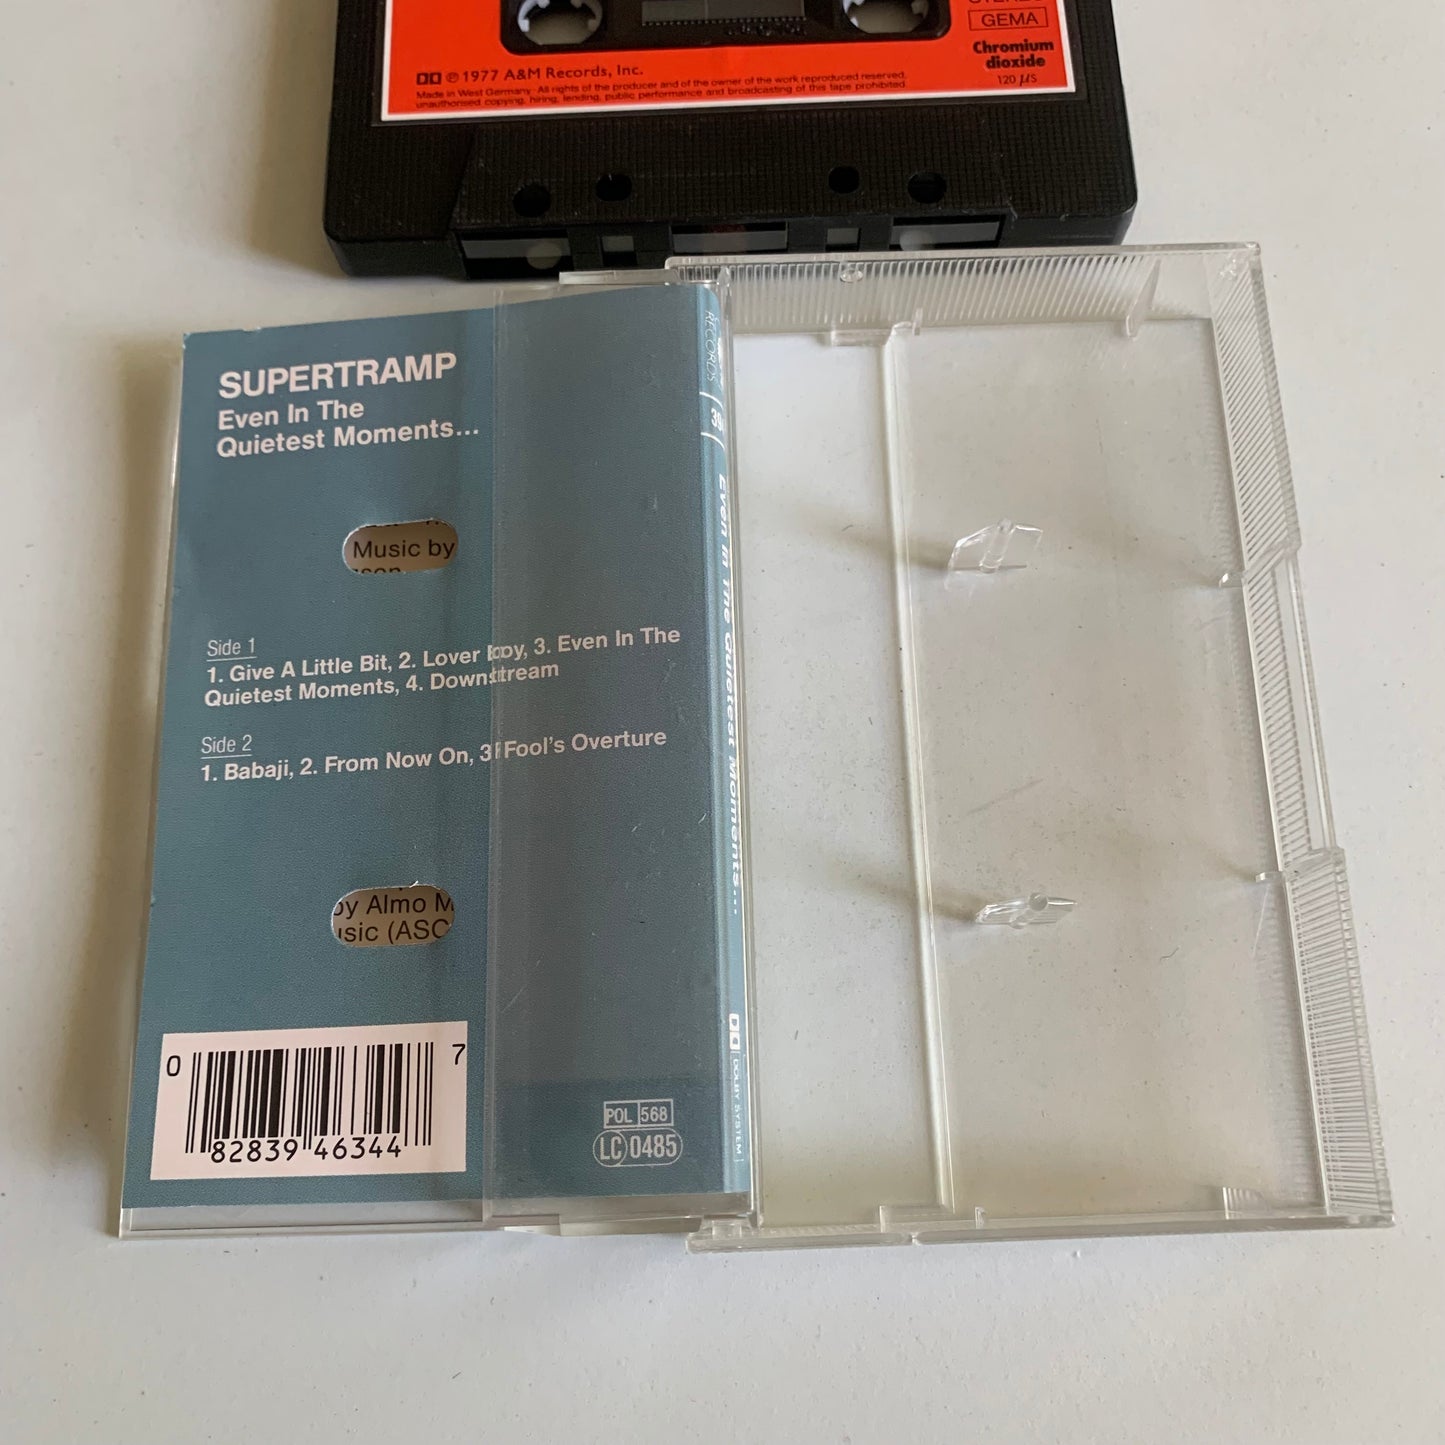 GEMA
Chromium
dioxide
120 µs
℗ 1977 A&M Records, Inc.
Made in West Germany · All rights of the producer and of the owner of the work reproduced reserved.
unauthorised copying, hiring, lending, public performance and broadcasting of this tape prohibited.
SUPERTRAMP
Even In The
Quietest Moments...
Music by
Side 1
1. Give A Little Bit, 2. Lover Boy, 3. Even In The
Quietest Moments, 4. Downstream
Side 2
1. Babaji, 2. From Now On, 3. Fool's Overture
by Almo M
usic (ASC
0 82839 46344 7
POL 568
LC 0485
RECORDS
39
Even In The Quietest Moments...
DOLBY SYSTEM